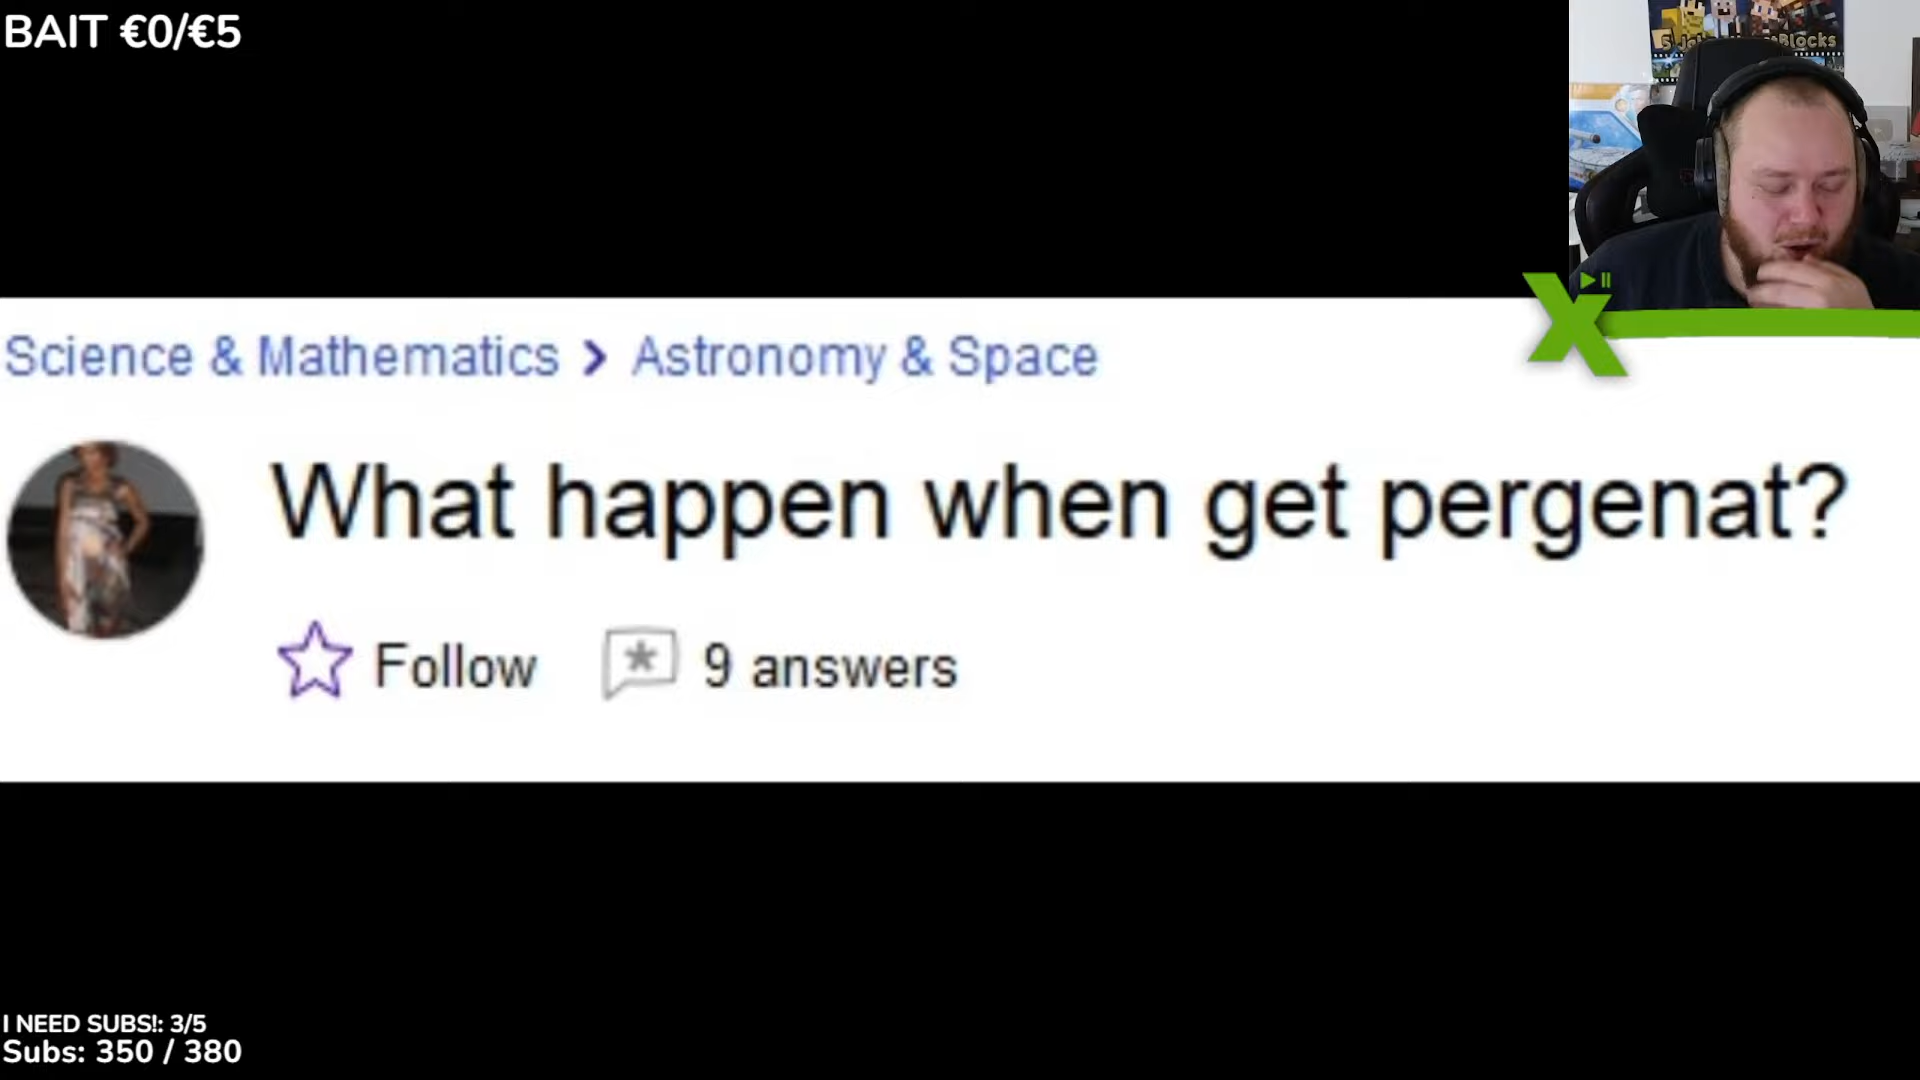 BAIT €0/€5
Science & Mathematics > Astronomy & Space
What happen when get pergenat?
Follow
9 answers
I NEED SUBS!: 3/5
Subs: 350 / 380